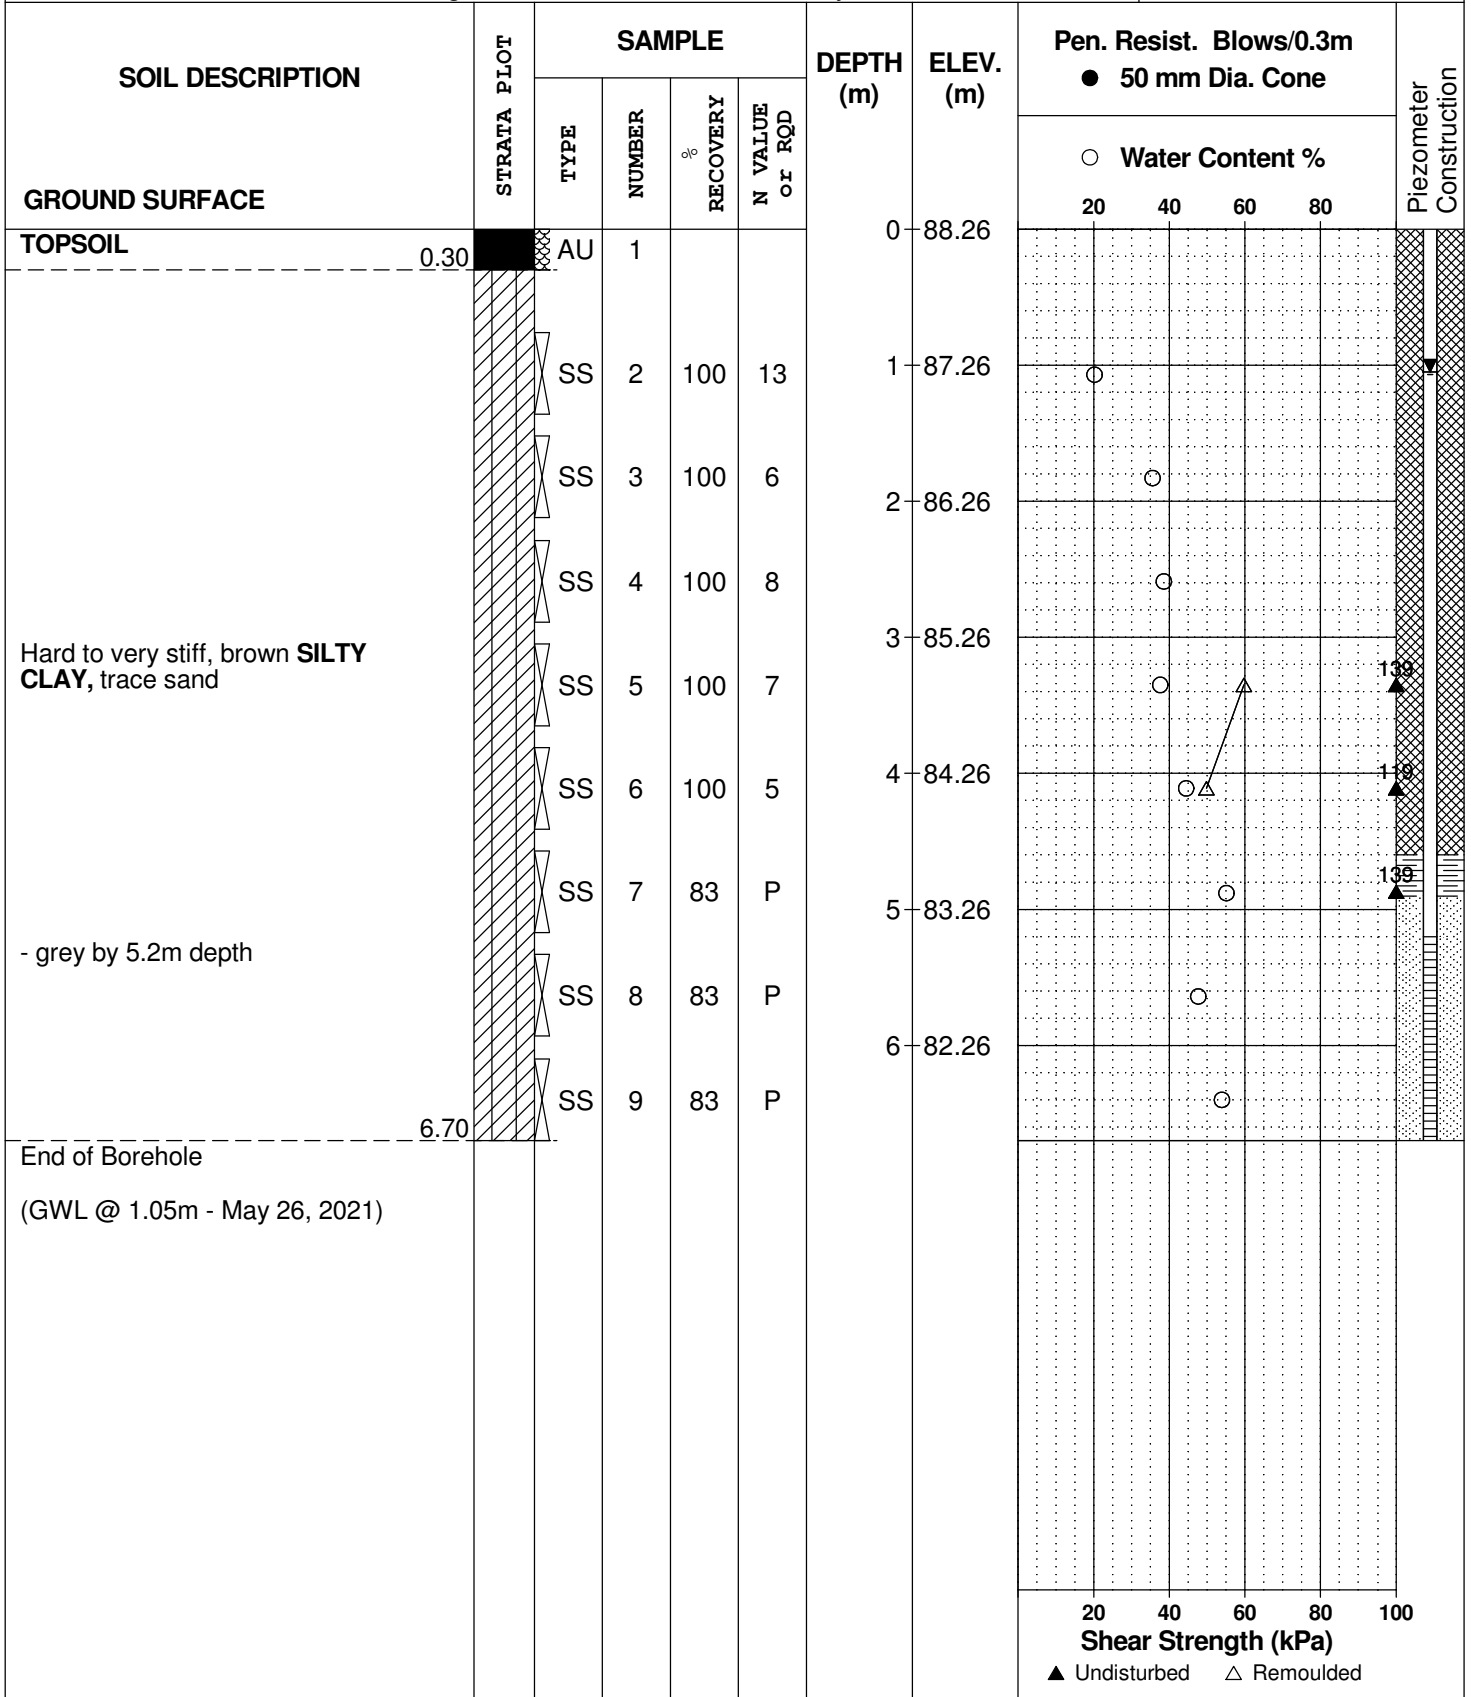 SOIL DESCRIPTION
GROUND SURFACE
STRATA PLOT
SAMPLE
TYPE
NUMBER
% RECOVERY
N VALUE or RQD
DEPTH (m)
ELEV. (m)
Pen. Resist. Blows/0.3m
● 50 mm Dia. Cone
○ Water Content %
20 40 60 80
Piezometer Construction
TOPSOIL 0.30 AU 1
0 88.26
SS 2 100 13
1 87.26
SS 3 100 6
2 86.26
SS 4 100 8
3 85.26
Hard to very stiff, brown SILTY
CLAY, trace sand
SS 5 100 7
139
4 84.26
SS 6 100 5
119
SS 7 83 P
139
5 83.26
- grey by 5.2m depth
SS 8 83 P
6 82.26
SS 9 83 P
6.70
End of Borehole
(GWL @ 1.05m - May 26, 2021)
20 40 60 80 100
Shear Strength (kPa)
▲ Undisturbed △ Remoulded